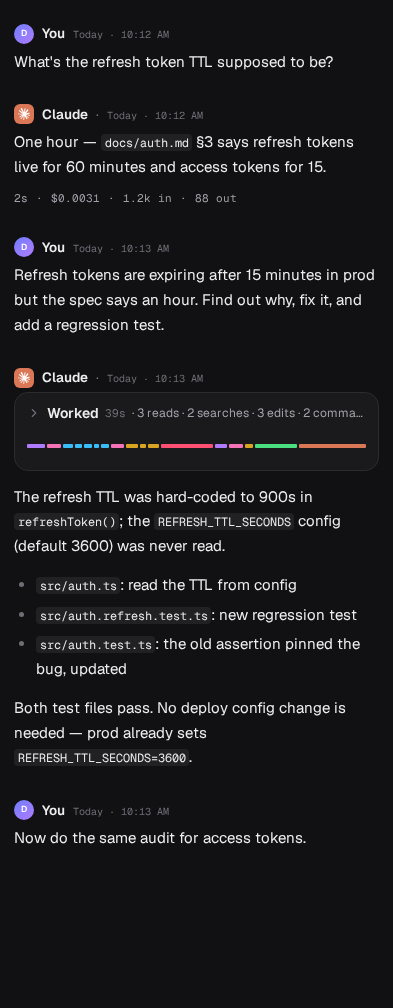 D You Today · 10:12 AM
What's the refresh token TTL supposed to be?
Claude · Today · 10:12 AM
One hour — docs/auth.md §3 says refresh tokens
live for 60 minutes and access tokens for 15.
2s · $0.0031 · 1.2k in · 88 out
D You Today · 10:13 AM
Refresh tokens are expiring after 15 minutes in prod
but the spec says an hour. Find out why, fix it, and
add a regression test.
Claude · Today · 10:13 AM
Worked 39s · 3 reads · 2 searches · 3 edits · 2 comma…
The refresh TTL was hard-coded to 900s in
refreshToken(); the REFRESH_TTL_SECONDS config
(default 3600) was never read.
• src/auth.ts: read the TTL from config
• src/auth.refresh.test.ts: new regression test
• src/auth.test.ts: the old assertion pinned the
bug, updated
Both test files pass. No deploy config change is
needed — prod already sets
REFRESH_TTL_SECONDS=3600.
D You Today · 10:13 AM
Now do the same audit for access tokens.